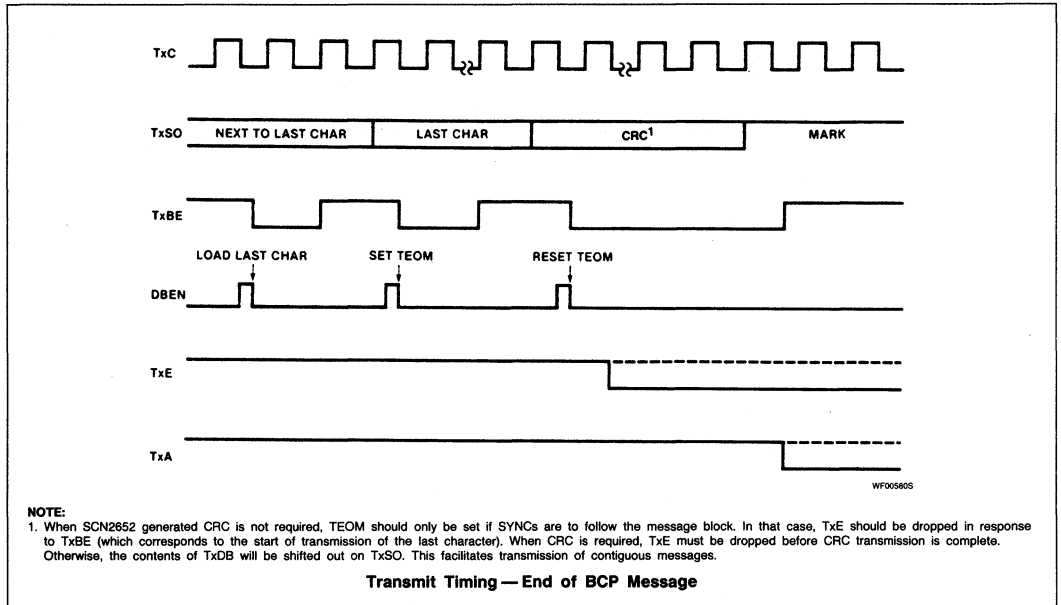 TxC
TxSO
NEXT TO LAST CHAR
LAST CHAR
CRC1
MARK
TxBE
LOAD LAST CHAR
SET TEOM
RESET TEOM
DBEN
TxE
TxA
WF00580S
NOTE:
1. When SCN2652 generated CRC is not required, TEOM should only be set if SYNCs are to follow the message block. In that case, TxE should be dropped in response
to TxBE (which corresponds to the start of transmission of the last character). When CRC is required, TxE must be dropped before CRC transmission is complete.
Otherwise, the contents of TxDB will be shifted out on TxSO. This facilitates transmission of contiguous messages.
Transmit Timing — End of BCP Message